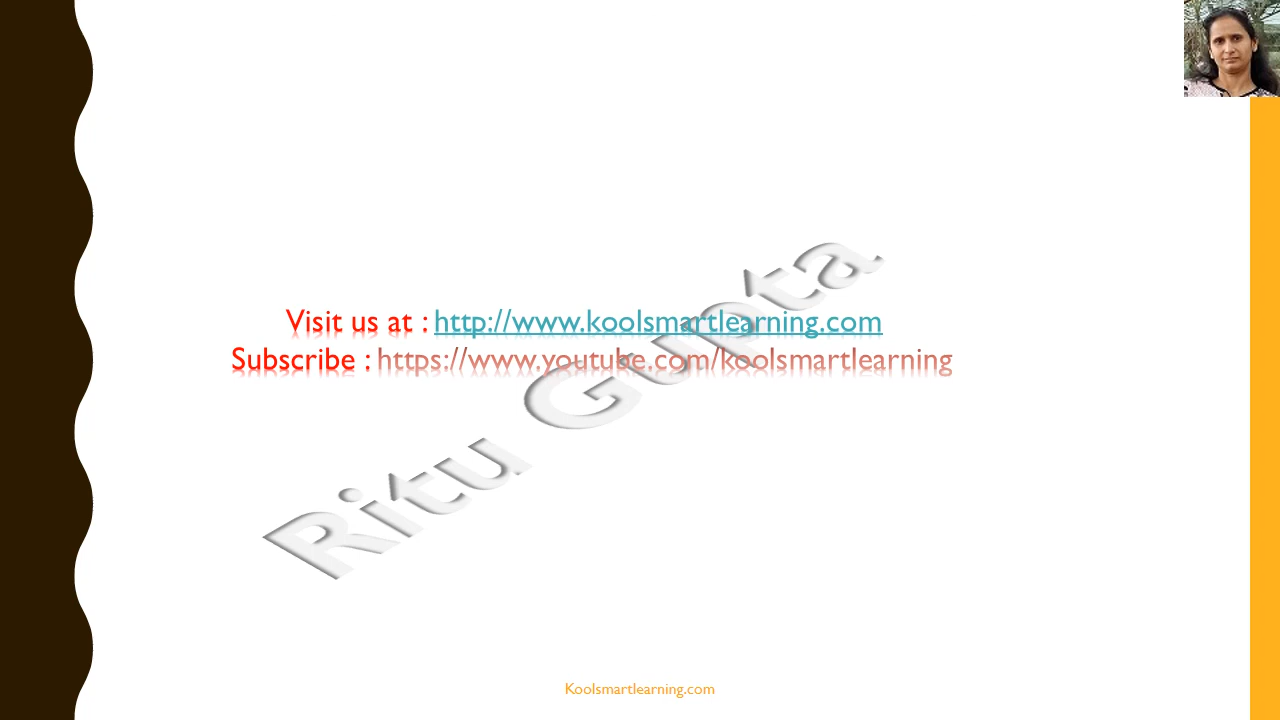 Visit us at : http://www.koolsmartlearning.com
Subscribe : https://www.youtube.com/koolsmartlearning
Ritu Gupta
Koolsmartlearning.com